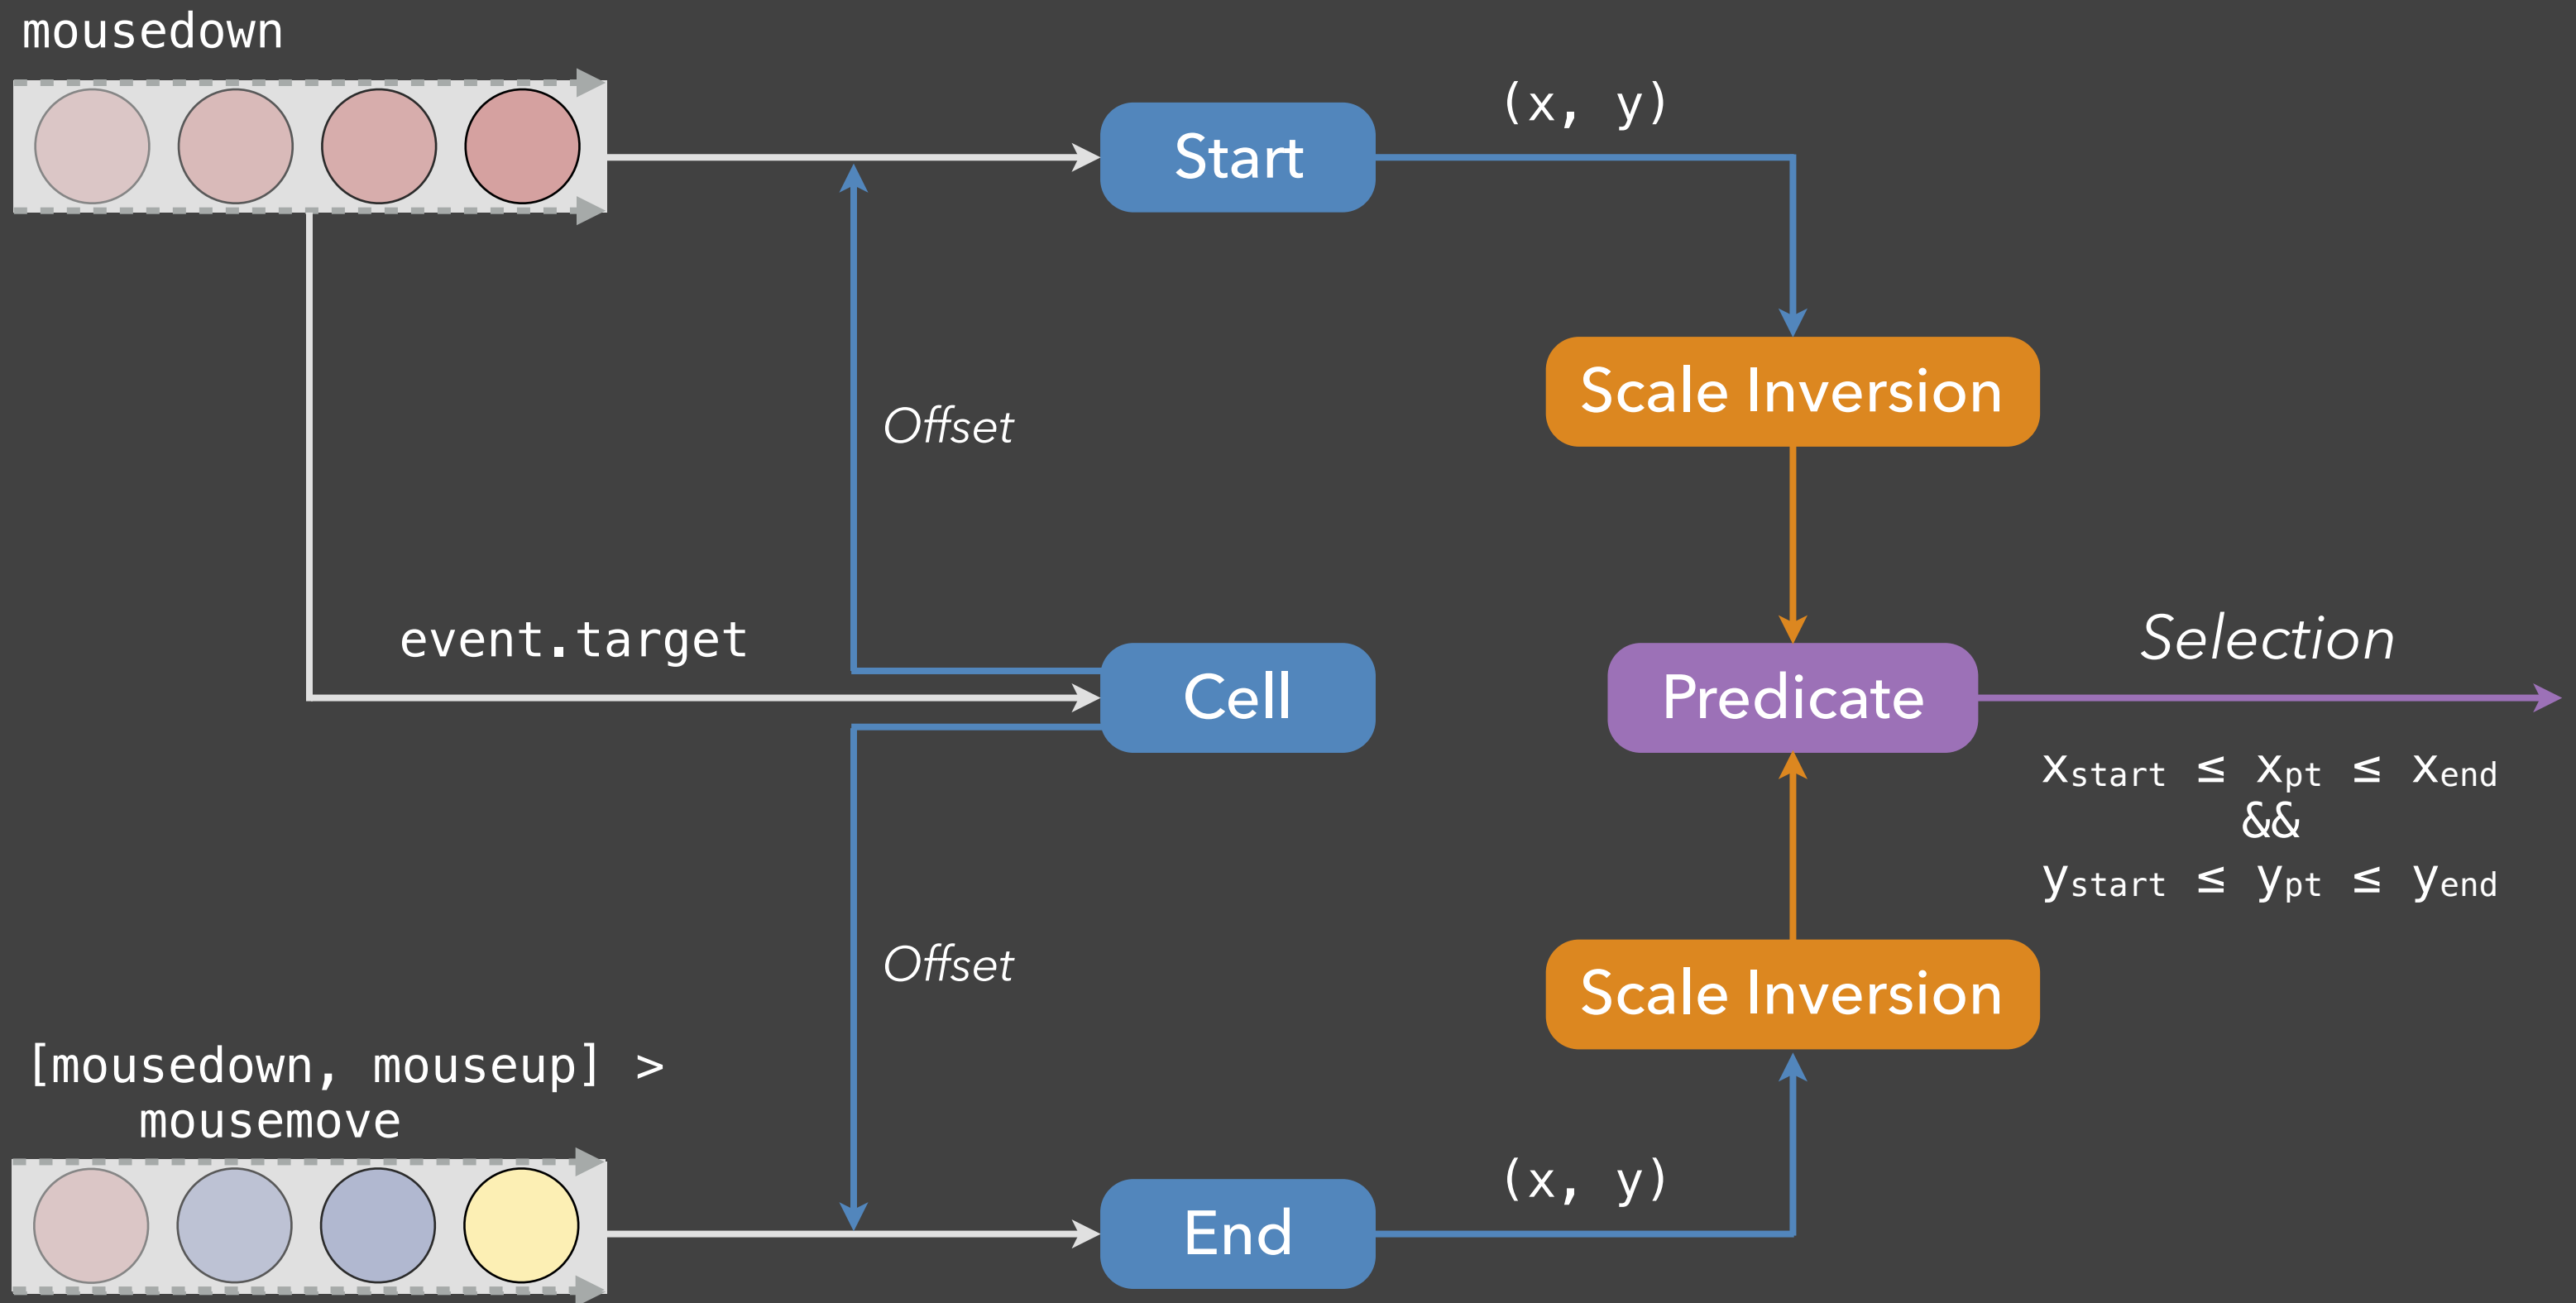 mousedown
Start
(x, y)
Scale Inversion
Offset
event.target
Cell
Predicate
Selection
xstart ≤ xpt ≤ xend
&&
ystart ≤ ypt ≤ yend
Offset
Scale Inversion
[mousedown, mouseup] >
mousemove
End
(x, y)